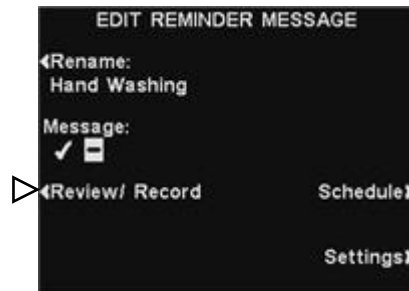 EDIT REMINDER MESSAGE
Rename:
Hand Washing
Message:
Review/ Record Schedule
Settings